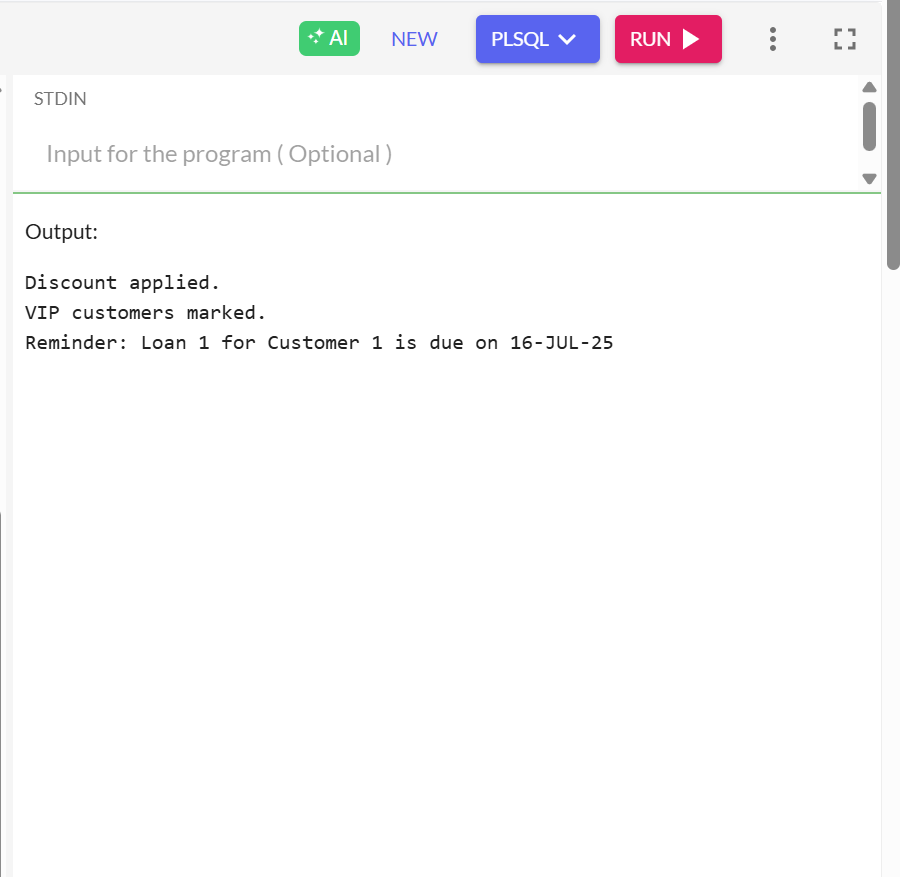 AI NEW PLSQL RUN
STDIN
Input for the program ( Optional )
Output:
Discount applied.
VIP customers marked.
Reminder: Loan 1 for Customer 1 is due on 16-JUL-25